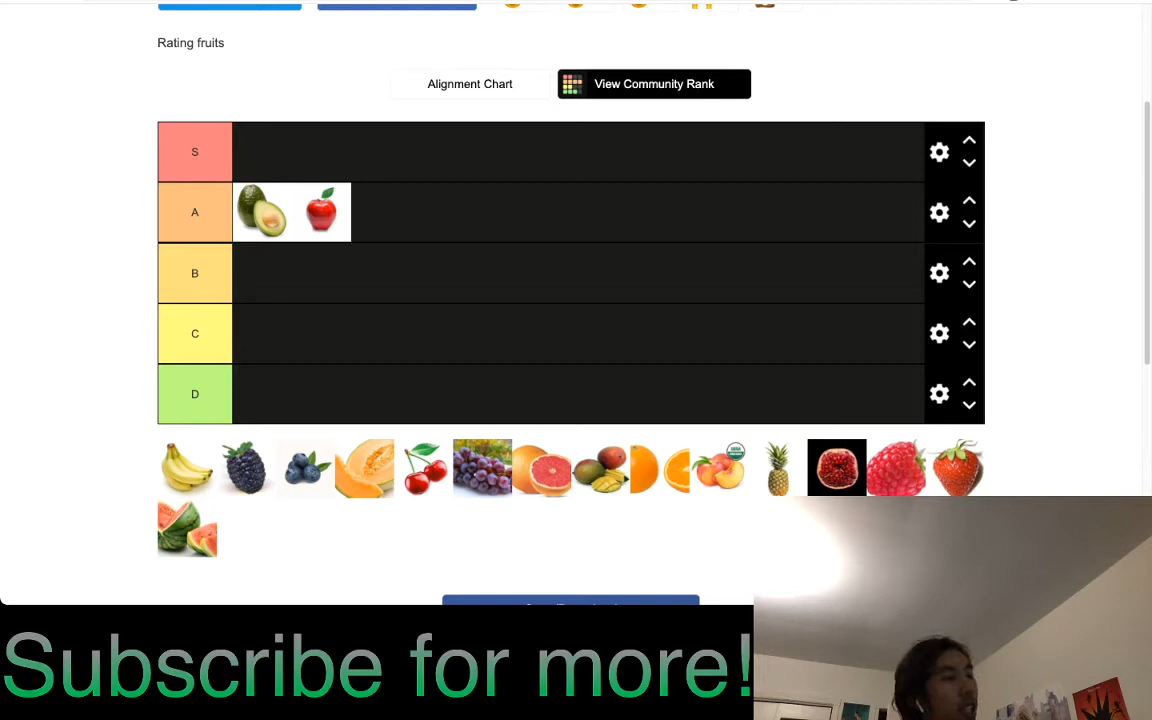 Rating fruits
Alignment Chart
View Community Rank
S
A
B
C
D
Subscribe for more!